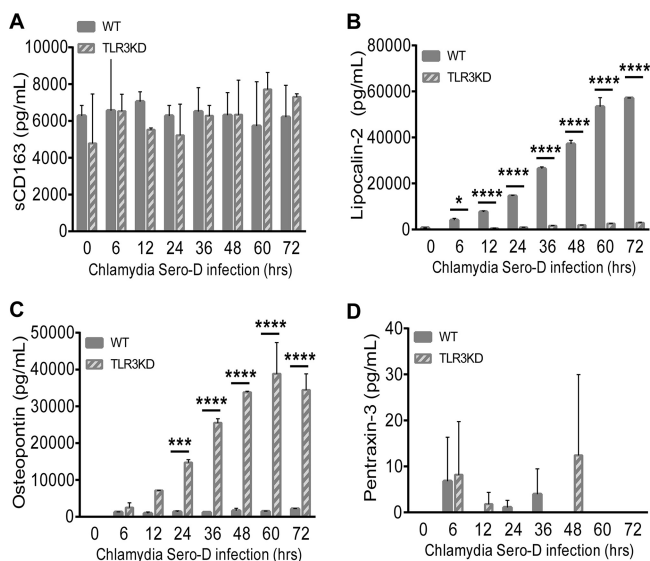 A
WT
TLR3KD
sCD163 (pg/mL)
10000
8000
6000
4000
2000
0
0 6 12 24 36 48 60 72
Chlamydia Sero-D infection (hrs)
B
WT
TLR3KD
Lipocalin-2 (pg/mL)
80000
60000
40000
20000
0
* **** **** **** **** **** ****
0 6 12 24 36 48 60 72
Chlamydia Sero-D infection (hrs)
C
WT
TLR3KD
Osteopontin (pg/mL)
50000
40000
30000
20000
10000
0
*** **** **** **** ****
0 6 12 24 36 48 60 72
Chlamydia Sero-D infection (hrs)
D
WT
TLR3KD
Pentraxin-3 (pg/mL)
40
30
20
10
0
0 6 12 24 36 48 60 72
Chlamydia Sero-D infection (hrs)